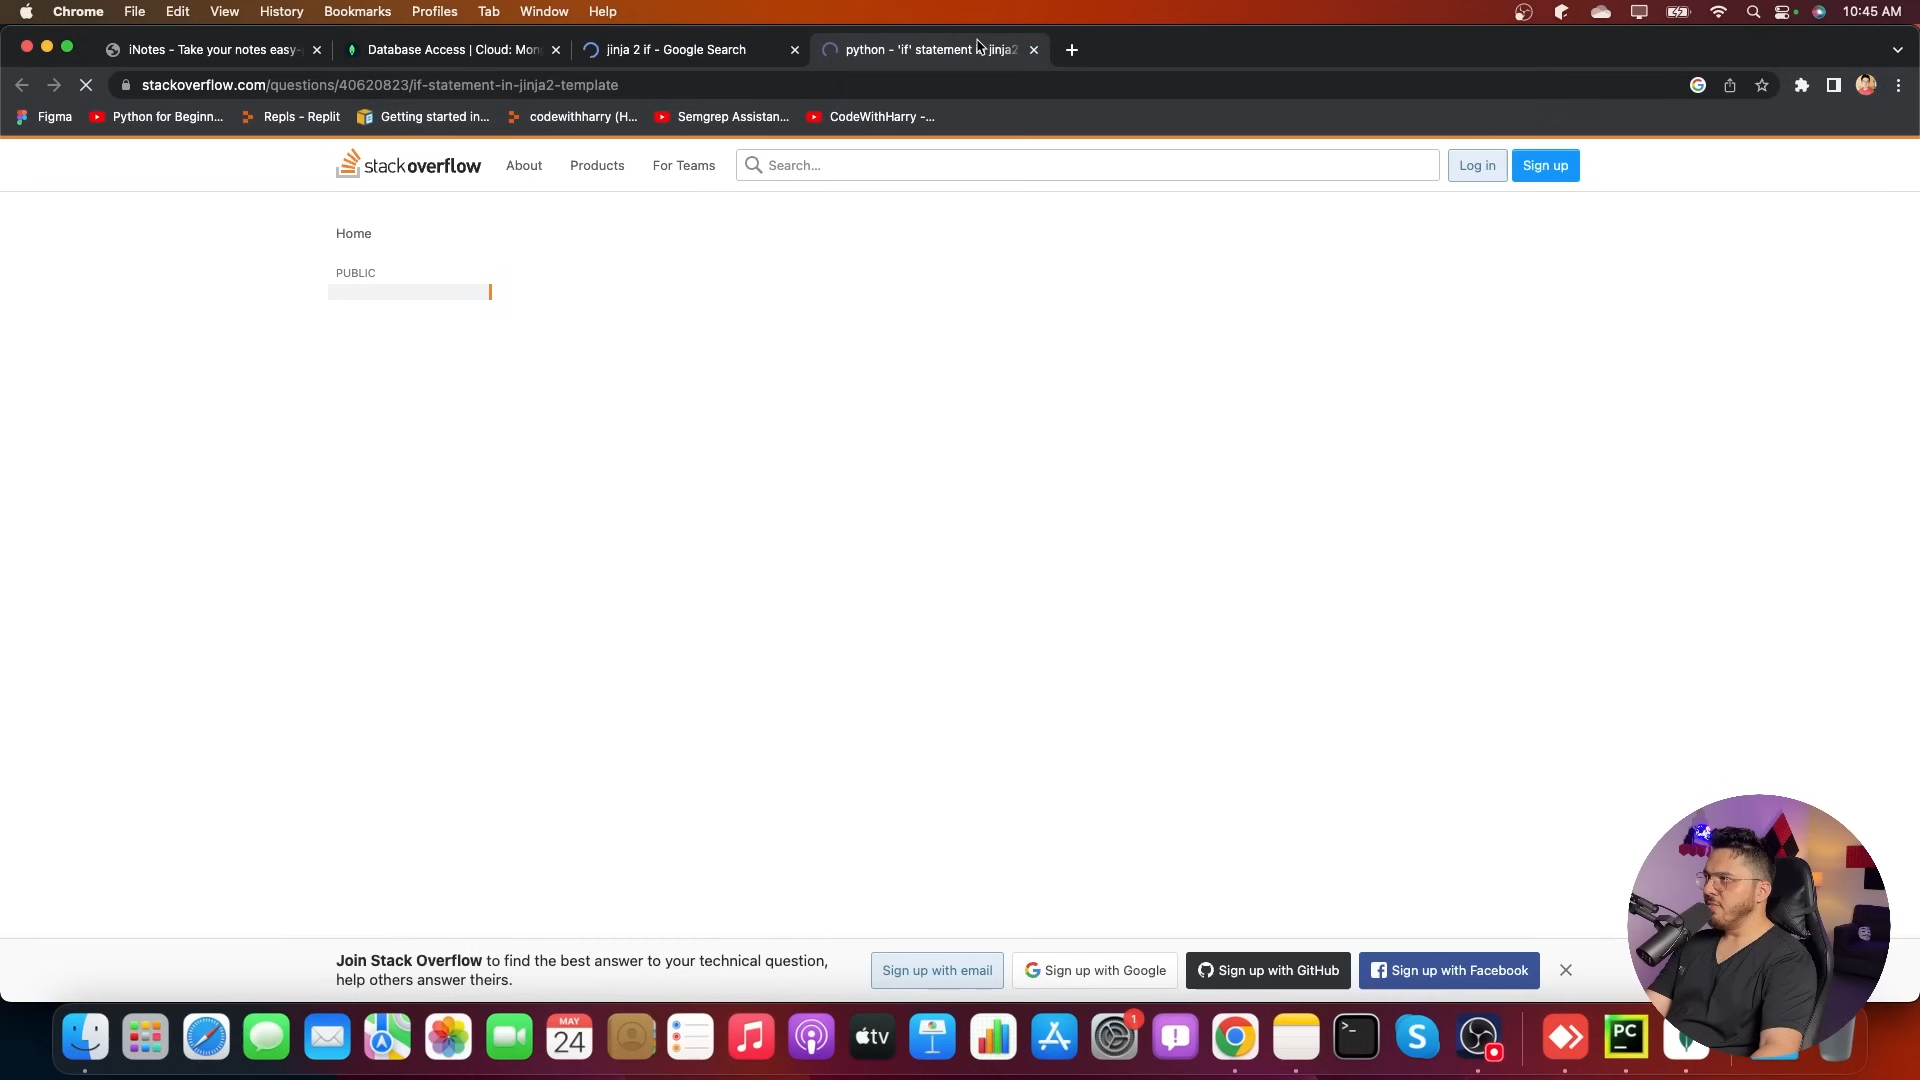 Chrome File Edit View History Bookmarks Profiles Tab Window Help 10:45 AM
iNotes - Take your notes easy- Database Access | Cloud: Mon jinja 2 if - Google Search python - 'if' statement in jinja2
stackoverflow.com/questions/40620823/if-statement-in-jinja2-template
Figma Python for Beginn... Repls - Replit Getting started in... codewithharry (H... Semgrep Assistan... CodeWithHarry -...
stackoverflow About Products For Teams Search... Log in Sign up
Home
PUBLIC
Join Stack Overflow to find the best answer to your technical question,
help others answer theirs.
Sign up with email Sign up with Google Sign up with GitHub Sign up with Facebook
MAY
24
tv
1
>_
S
PC